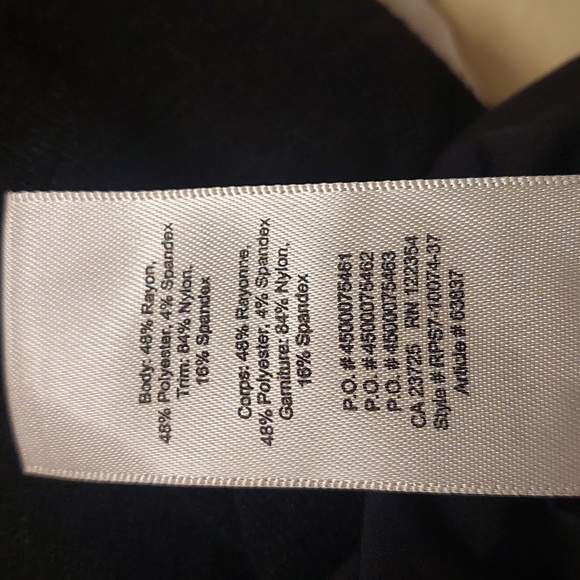 Body: 48% Rayon,
48% Polyester, 4% Spandex
Trim: 84% Nylon,
16% Spandex
Corps: 48% Rayonne,
48% Polyester, 4% Spandex
Garniture: 84% Nylon,
16% Spandex
P.O. # 4500075461
P.O. # 4500075462
P.O. # 4500075463
CA 23725 RN 122354
Style # RP57-10074-37
Article # 63837